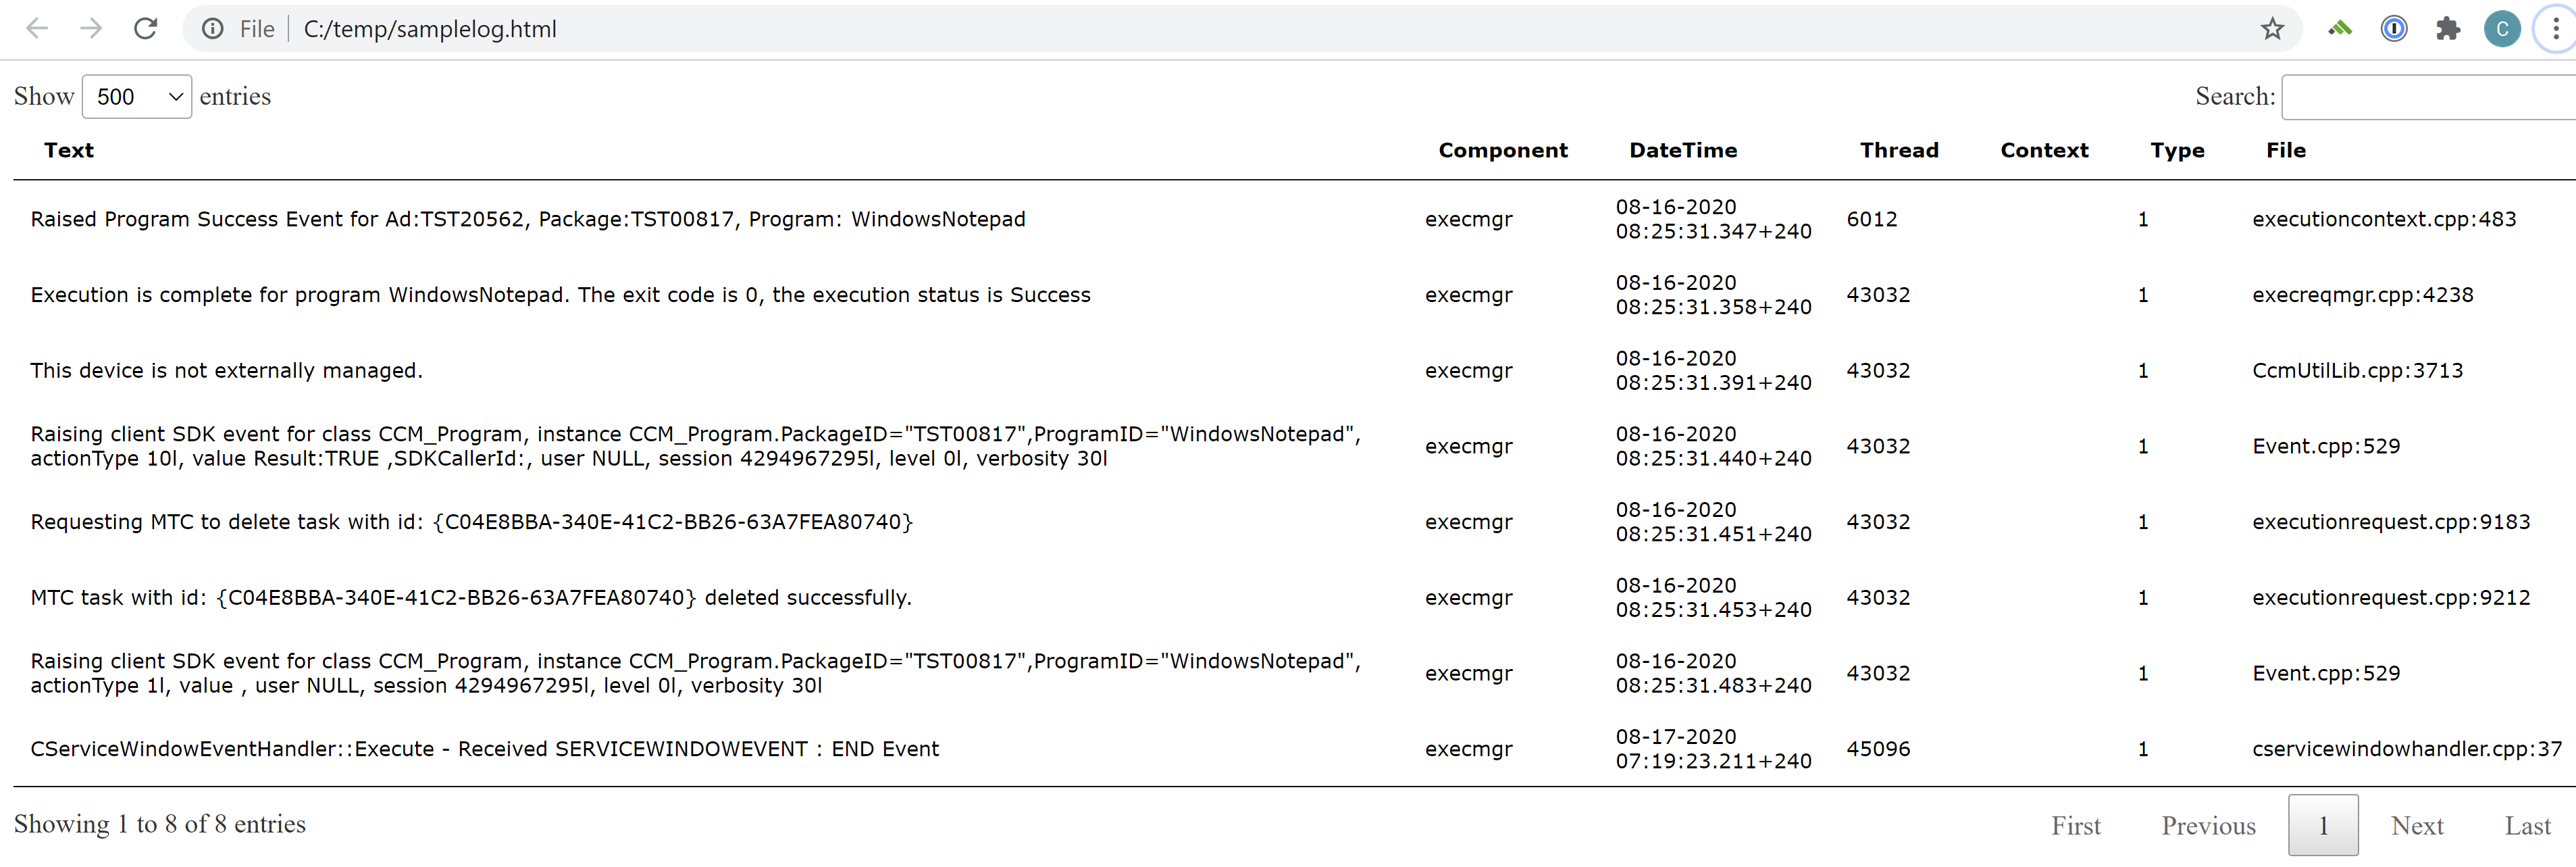 File C:/temp/samplelog.html C
Show 500 entries Search:
Text Component DateTime Thread Context Type File
Raised Program Success Event for Ad:TST20562, Package:TST00817, Program: WindowsNotepad execmgr 08-16-2020 08:25:31.347+240 6012 1 executioncontext.cpp:483
Execution is complete for program WindowsNotepad. The exit code is 0, the execution status is Success execmgr 08-16-2020 08:25:31.358+240 43032 1 execreqmgr.cpp:4238
This device is not externally managed. execmgr 08-16-2020 08:25:31.391+240 43032 1 CcmUtilLib.cpp:3713
Raising client SDK event for class CCM_Program, instance CCM_Program.PackageID="TST00817",ProgramID="WindowsNotepad",
actionType 10l, value Result:TRUE ,SDKCallerId:, user NULL, session 4294967295l, level 0l, verbosity 30l execmgr 08-16-2020 08:25:31.440+240 43032 1 Event.cpp:529
Requesting MTC to delete task with id: {C04E8BBA-340E-41C2-BB26-63A7FEA80740} execmgr 08-16-2020 08:25:31.451+240 43032 1 executionrequest.cpp:9183
MTC task with id: {C04E8BBA-340E-41C2-BB26-63A7FEA80740} deleted successfully. execmgr 08-16-2020 08:25:31.453+240 43032 1 executionrequest.cpp:9212
Raising client SDK event for class CCM_Program, instance CCM_Program.PackageID="TST00817",ProgramID="WindowsNotepad",
actionType 1l, value , user NULL, session 4294967295l, level 0l, verbosity 30l execmgr 08-16-2020 08:25:31.483+240 43032 1 Event.cpp:529
CServiceWindowEventHandler::Execute - Received SERVICEWINDOWEVENT : END Event execmgr 08-17-2020 07:19:23.211+240 45096 1 cservicewindowhandler.cpp:37
Showing 1 to 8 of 8 entries First Previous 1 Next Last